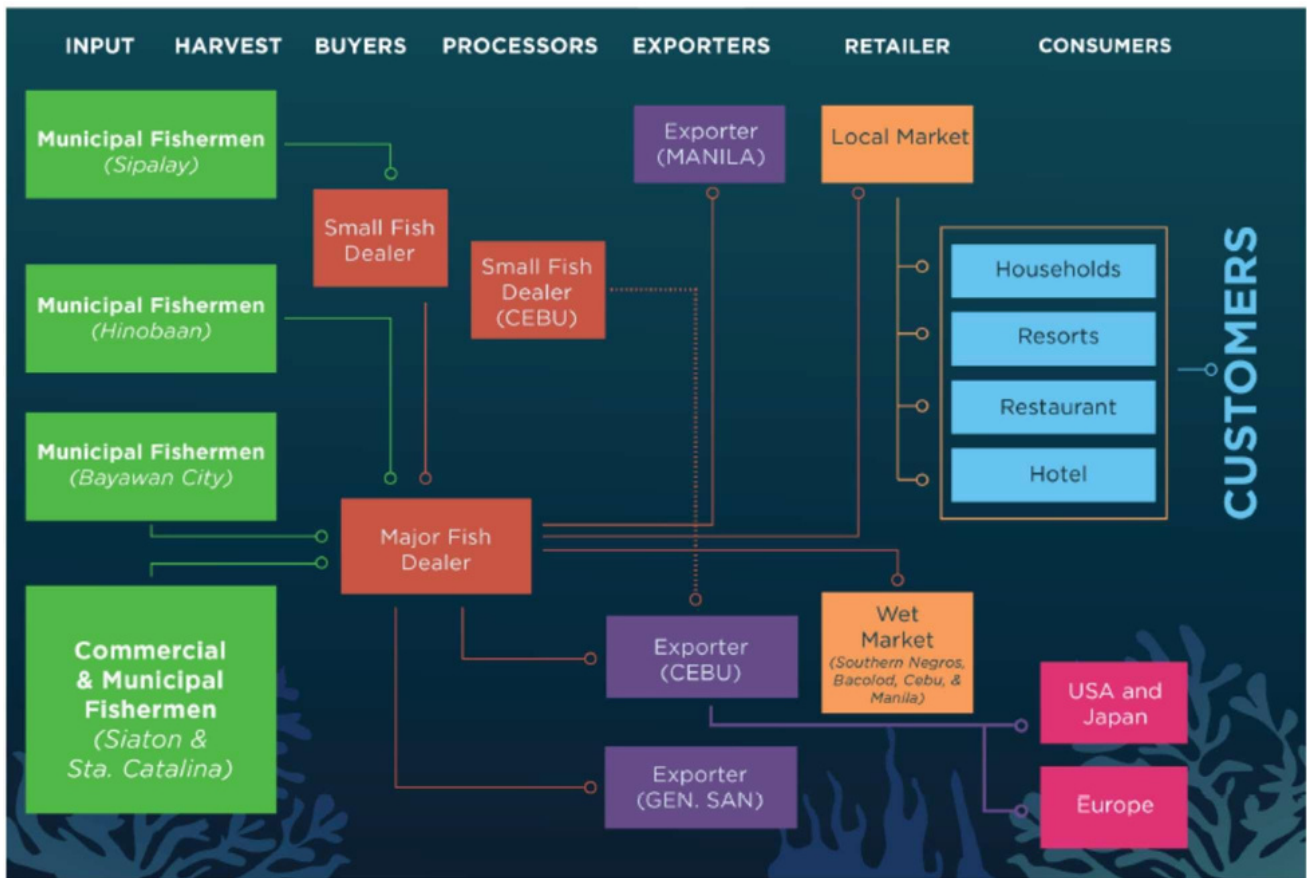 INPUT HARVEST BUYERS PROCESSORS EXPORTERS RETAILER CONSUMERS
Municipal Fishermen
(Sipalay)
Small Fish
Dealer
Small Fish
Dealer
(CEBU)
Exporter
(MANILA)
Local Market
Municipal Fishermen
(Hinobaan)
Households
Resorts
Restaurant
Hotel
CUSTOMERS
Municipal Fishermen
(Bayawan City)
Major Fish
Dealer
Commercial
& Municipal
Fishermen
(Siaton &
Sta. Catalina)
Exporter
(CEBU)
Wet
Market
(Southern Negros,
Bacolod, Cebu, &
Manila)
USA and
Japan
Exporter
(GEN. SAN)
Europe